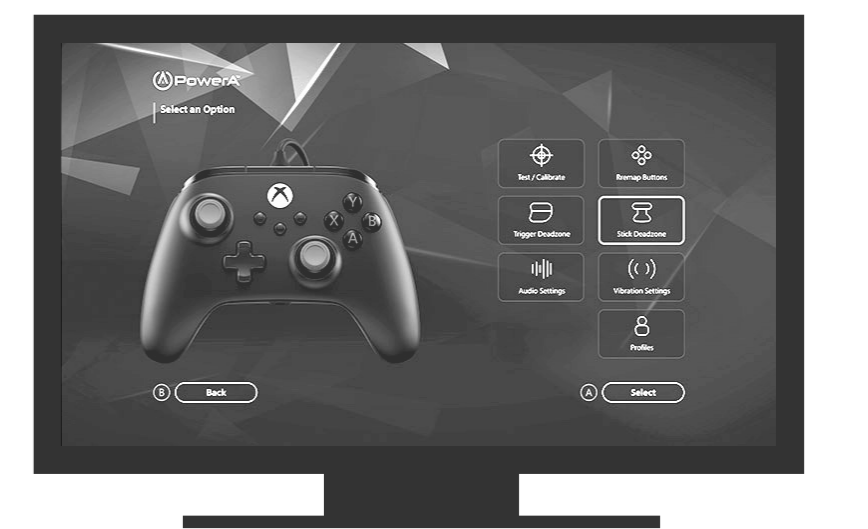 PowerA
Select an Option
Test / Calibrate
Rremap Buttons
Trigger Deadzone
Stick Deadzone
Audio Settings
Vibration Settings
Profiles
Y
X
B
A
B
Back
A
Select